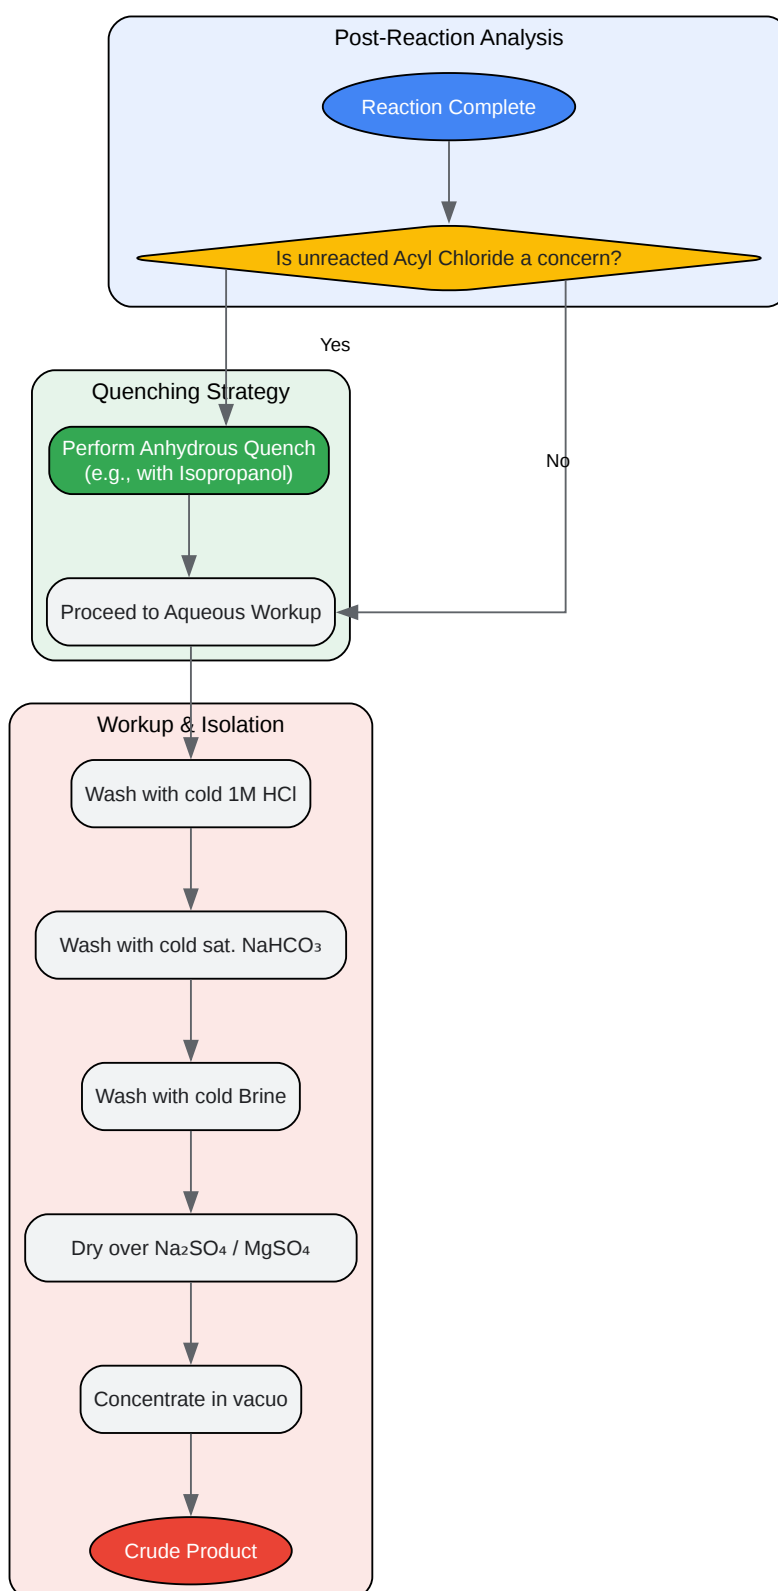 Post-Reaction Analysis
Reaction Complete
Is unreacted Acyl Chloride a concern?
Yes
Quenching Strategy
Perform Anhydrous Quench
(e.g., with Isopropanol)
No
Proceed to Aqueous Workup
Workup & Isolation
Wash with cold 1M HCl
Wash with cold sat. NaHCO₃
Wash with cold Brine
Dry over Na₂SO₄ / MgSO₄
Concentrate in vacuo
Crude Product